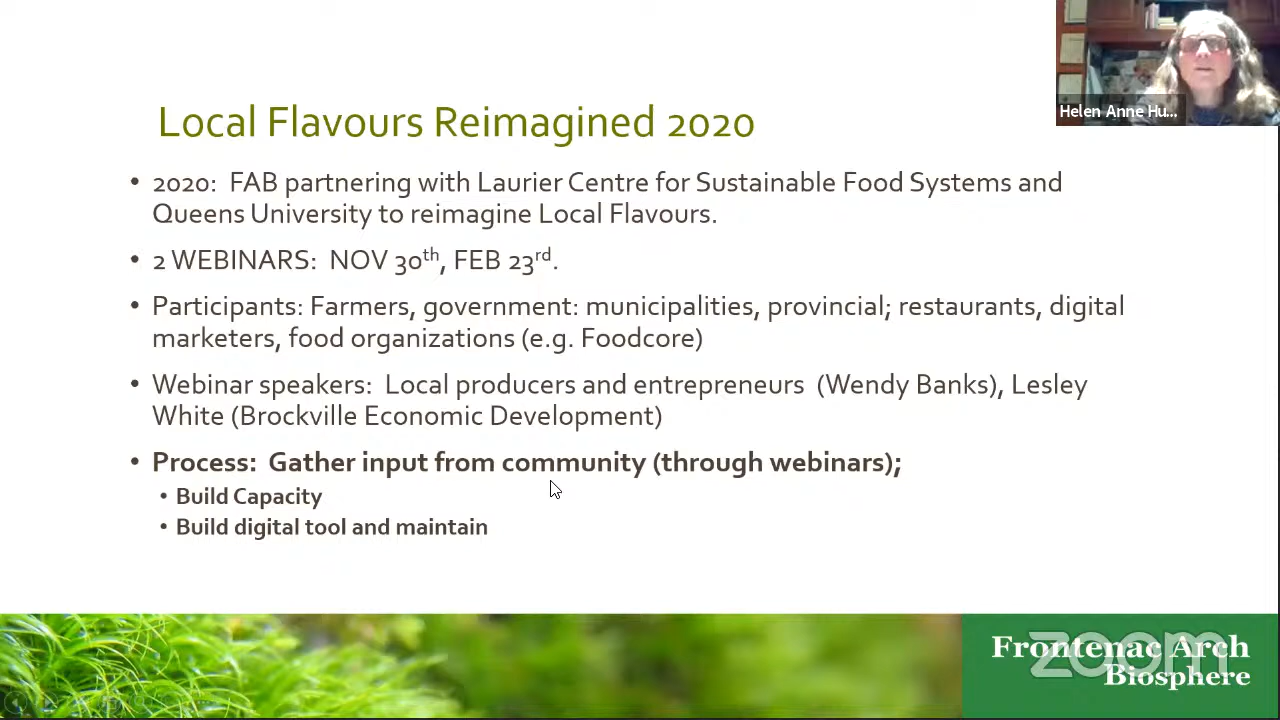 Local Flavours Reimagined 2020
Helen Anne Hu...
• 2020: FAB partnering with Laurier Centre for Sustainable Food Systems and
Queens University to reimagine Local Flavours.
• 2 WEBINARS: NOV 30th, FEB 23rd.
• Participants: Farmers, government: municipalities, provincial; restaurants, digital
marketers, food organizations (e.g. Foodcore)
• Webinar speakers: Local producers and entrepreneurs (Wendy Banks), Lesley
White (Brockville Economic Development)
• Process: Gather input from community (through webinars);
• Build Capacity
• Build digital tool and maintain
Frontenac Arch
Biosphere
zoom